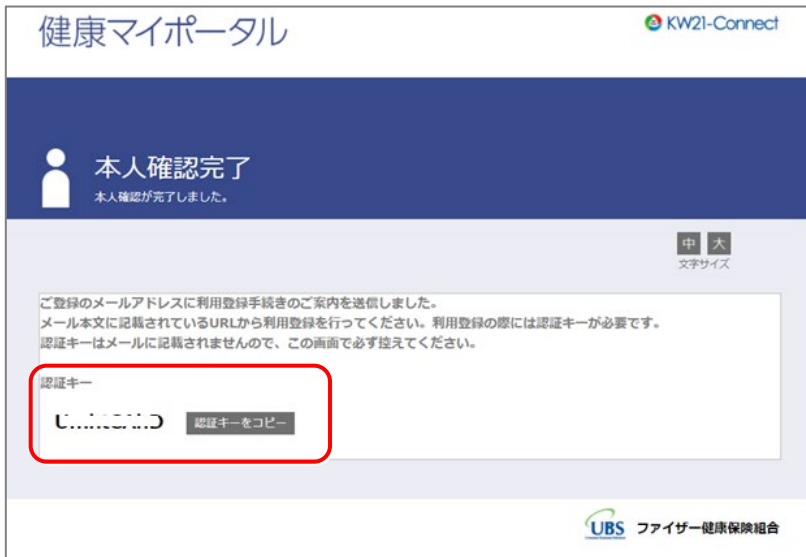 健康マイポータル
KW21-Connect
本人確認完了
本人確認が完了しました。
中 大
文字サイズ
ご登録のメールアドレスに利用登録手続きのご案内を送信しました。
メール本文に記載されているURLから利用登録を行ってください。利用登録の際には認証キーが必要です。
認証キーはメールに記載されませんので、この画面で必ず控えてください。
認証キー
認証キーをコピー
UBS ファイザー健康保険組合